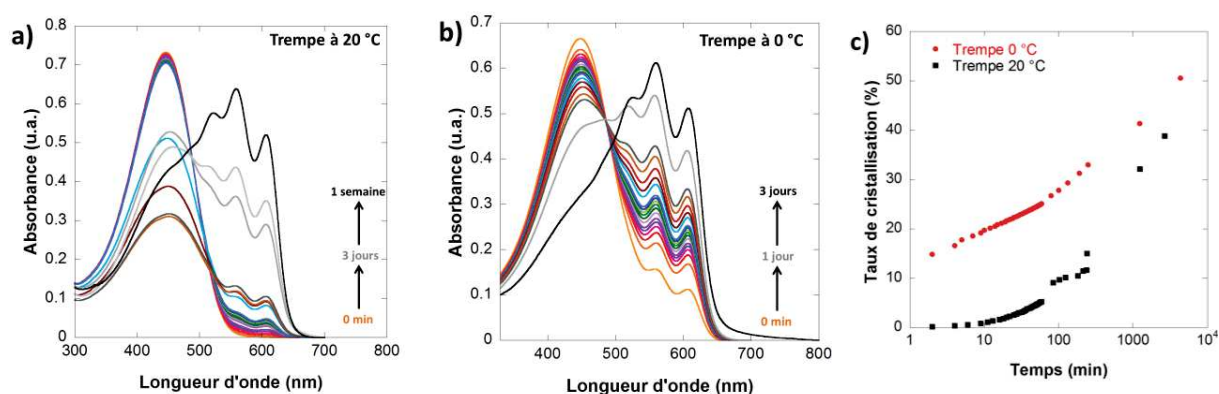 a)
Trempe à 20 °C
Absorbance (u.a.)
0.8
0.7
0.6
0.5
0.4
0.3
0.2
0.1
0
1 semaine
3 jours
0 min
300 400 500 600 700 800
Longueur d'onde (nm)
b)
Trempe à 0 °C
Absorbance (u.a.)
0.7
0.6
0.5
0.4
0.3
0.2
0.1
0
3 jours
1 jour
0 min
400 500 600 700 800
Longueur d'onde (nm)
c)
Trempe 0 °C
Trempe 20 °C
Taux de cristallisation (%)
60
50
40
30
20
10
0
1 10 100 1000 10⁴
Temps (min)